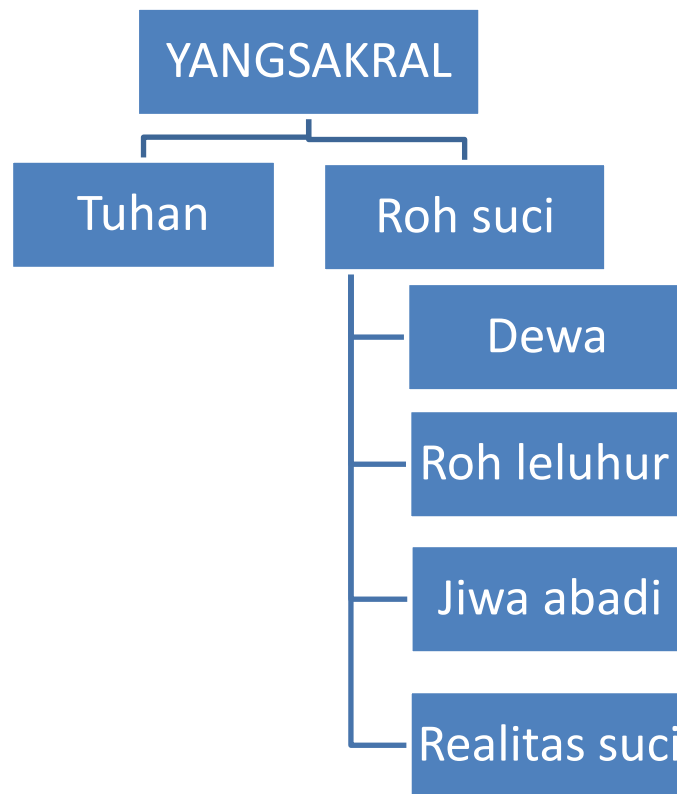 YANGSAKRAL
Tuhan
Roh suci
Dewa
Roh leluhur
Jiwa abadi
Realitas suci